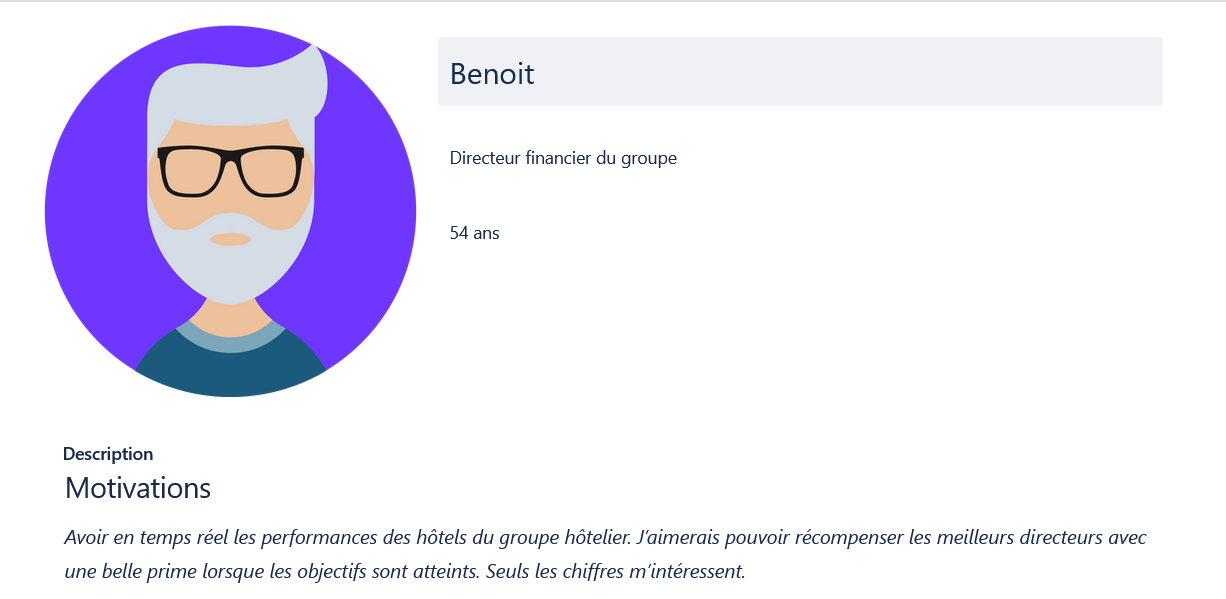 Benoit
Directeur financier du groupe
54 ans
Description
Motivations
Avoir en temps réel les performances des hôtels du groupe hôtelier. J’aimerais pouvoir récompenser les meilleurs directeurs avec
une belle prime lorsque les objectifs sont atteints. Seuls les chiffres m’intéressent.